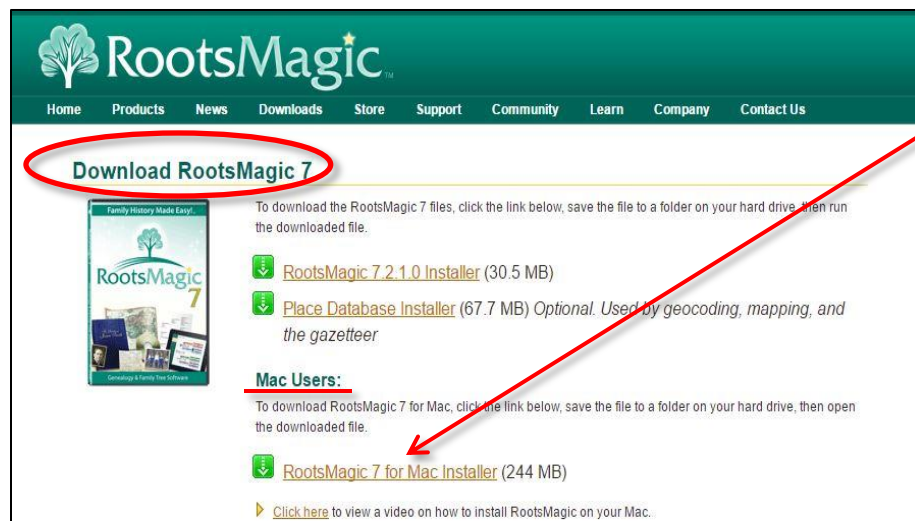 RootsMagic™
Home Products News Downloads Store Support Community Learn Company Contact Us
Download RootsMagic 7
Family History Made Easy!
RootsMagic
7
Genealogy & Family Tree Software
To download the RootsMagic 7 files, click the link below, save the file to a folder on your hard drive, then run
the downloaded file.
RootsMagic 7.2.1.0 Installer (30.5 MB)
Place Database Installer (67.7 MB) Optional. Used by geocoding, mapping, and
the gazetteer
Mac Users:
To download RootsMagic 7 for Mac, click the link below, save the file to a folder on your hard drive, then open
the downloaded file.
RootsMagic 7 for Mac Installer (244 MB)
Click here to view a video on how to install RootsMagic on your Mac.